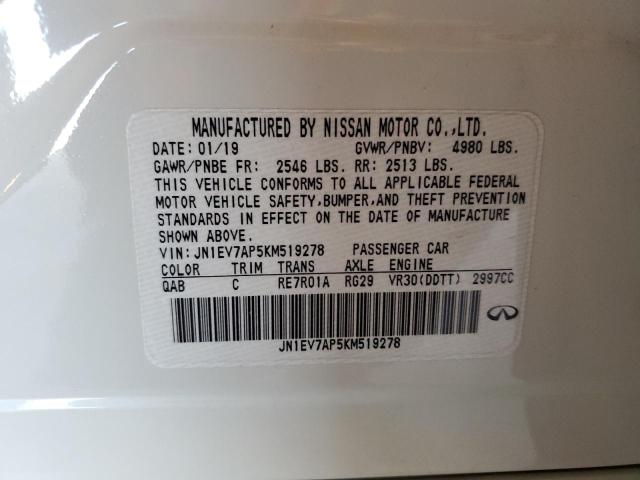 MANUFACTURED BY NISSAN MOTOR CO.,LTD.
DATE: 01/19 GVWR/PNBV: 4980 LBS.
GAWR/PNBE FR: 2546 LBS. RR: 2513 LBS.
THIS VEHICLE CONFORMS TO ALL APPLICABLE FEDERAL
MOTOR VEHICLE SAFETY,BUMPER,AND THEFT PREVENTION
STANDARDS IN EFFECT ON THE DATE OF MANUFACTURE
SHOWN ABOVE.
VIN: JN1EV7AP5KM519278 PASSENGER CAR
COLOR TRIM TRANS AXLE ENGINE
QAB C RE7R01A RG29 VR30(DDTT) 2997CC
JN1EV7AP5KM519278
INFINITI